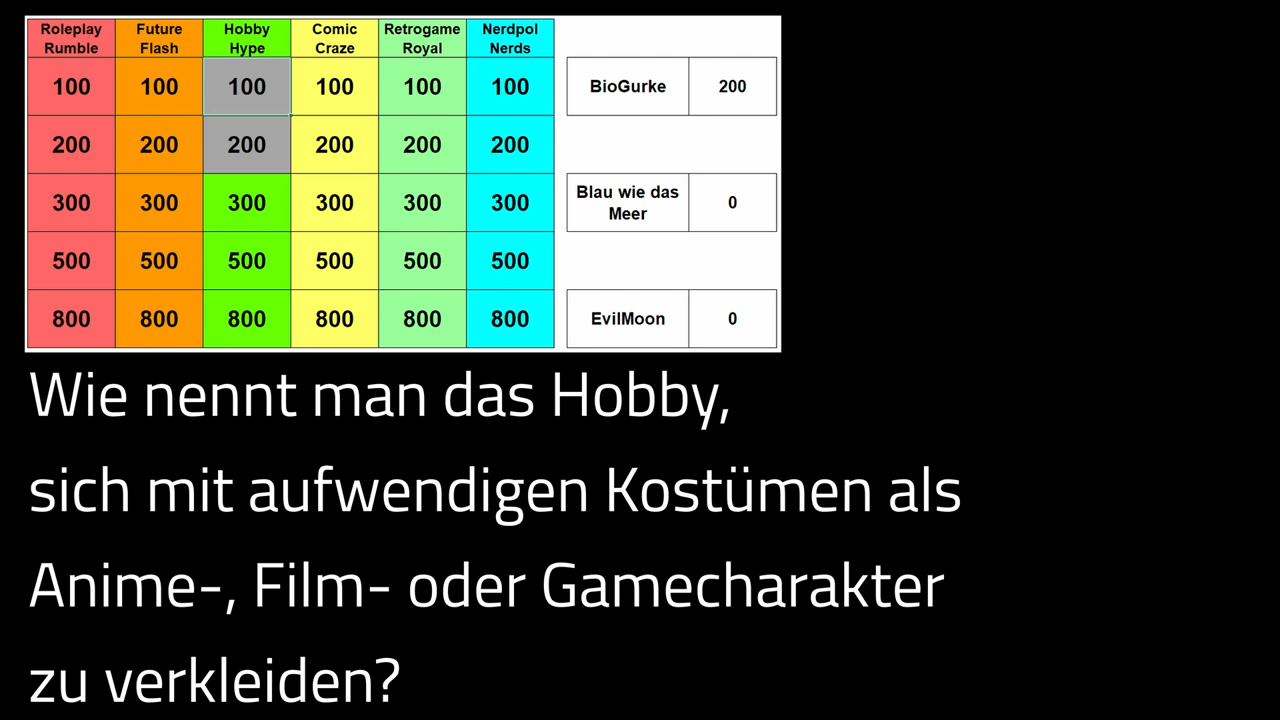 Roleplay Rumble Future Flash Hobby Hype Comic Craze Retrogame Royal Nerdpol Nerds
100 100 100 100 100 100 BioGurke 200
200 200 200 200 200 200
300 300 300 300 300 300 Blau wie das Meer 0
500 500 500 500 500 500
800 800 800 800 800 800 EvilMoon 0
Wie nennt man das Hobby,
sich mit aufwendigen Kostümen als
Anime-, Film- oder Gamecharakter
zu verkleiden?